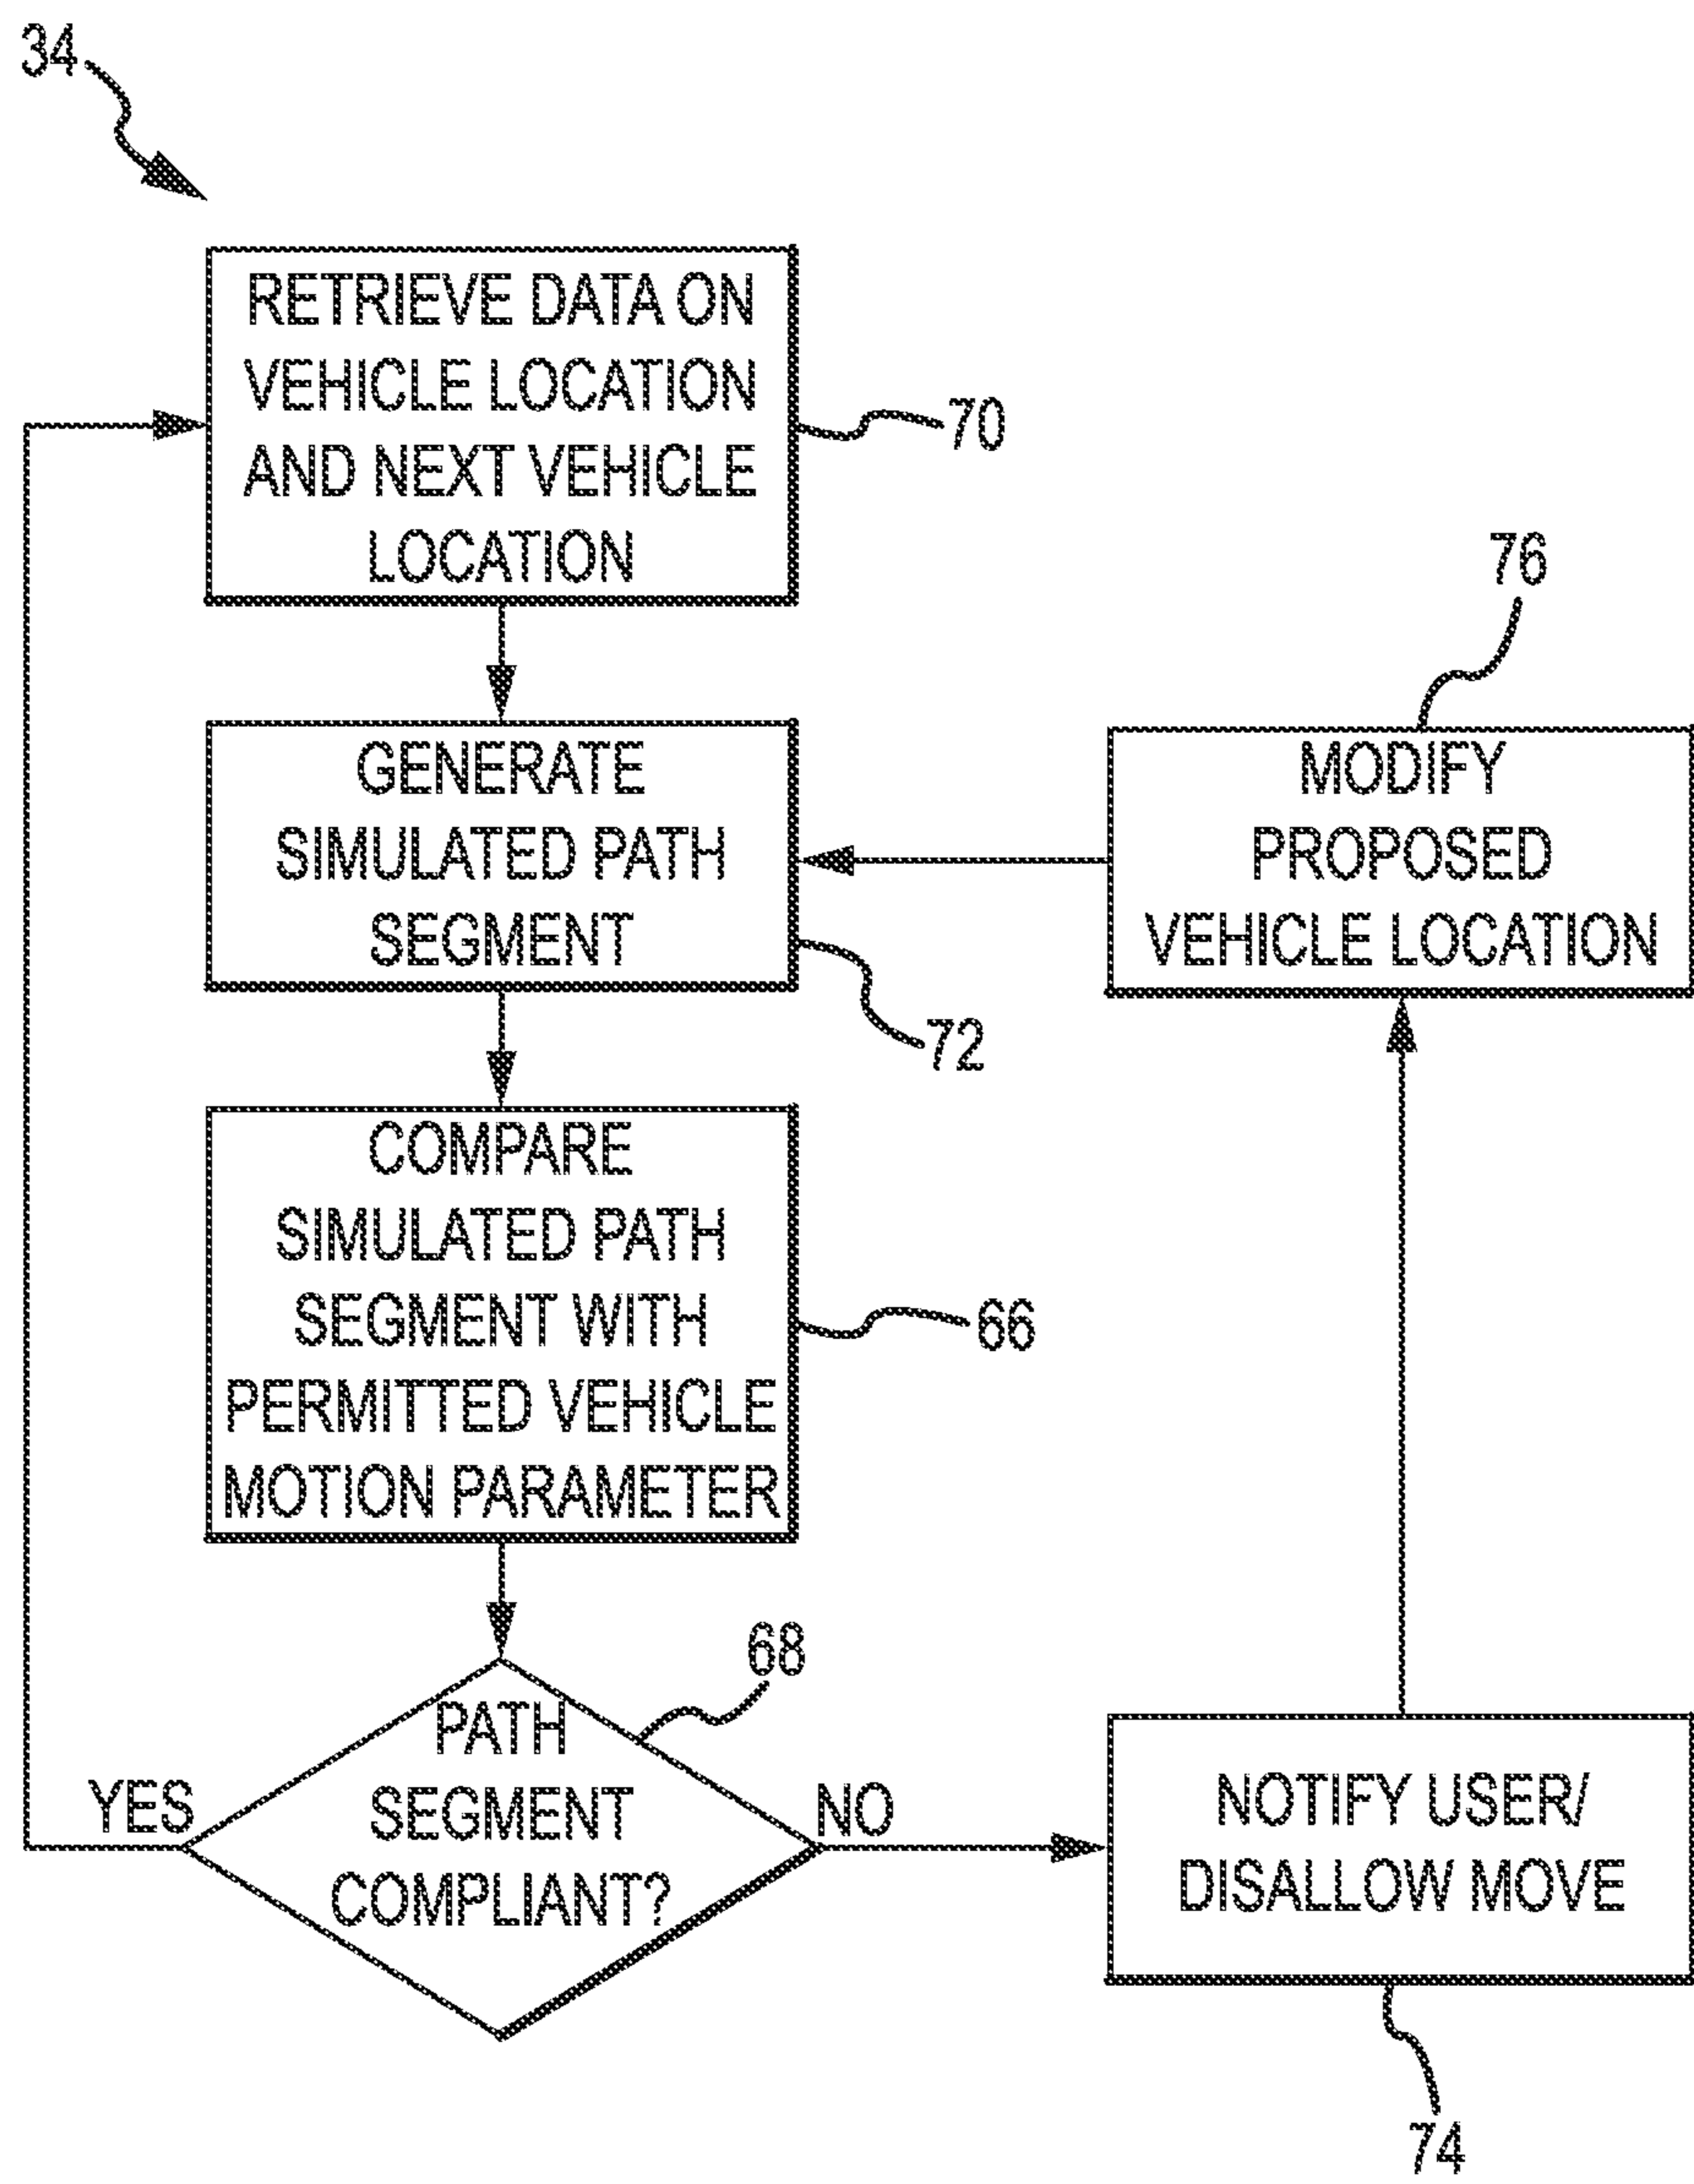 34
RETRIEVE DATA ON
VEHICLE LOCATION
AND NEXT VEHICLE
LOCATION
70
76
GENERATE
SIMULATED PATH
SEGMENT
72
MODIFY
PROPOSED
VEHICLE LOCATION
COMPARE
SIMULATED PATH
SEGMENT WITH
PERMITTED VEHICLE
MOTION PARAMETER
66
68
PATH
SEGMENT
COMPLIANT?
YES
NO
NOTIFY USER/
DISALLOW MOVE
74